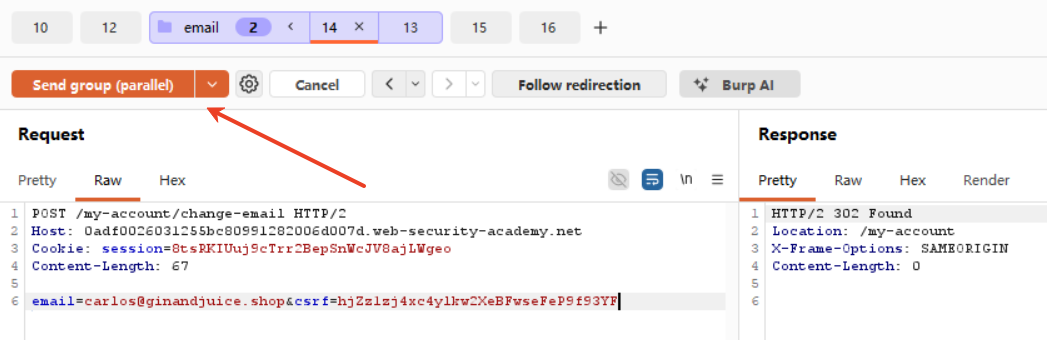 10 12 email 2 < 14 × 13 15 16 +
Send group (parallel) Cancel < > Follow redirection Burp AI
Request
Pretty Raw Hex \n
1 POST /my-account/change-email HTTP/2
2 Host: 0adf0026031255bc80991282006d007d.web-security-academy.net
3 Cookie: session=8tsRKIUuj9cTrr2BepSnWcJV8ajLWgeo
4 Content-Length: 67
5
6 email=carlos@ginandjuice.shop&csrf=hjZzlzj4xc4ylkw2XeBFwseFeP9f93YF
Response
Pretty Raw Hex Render
1 HTTP/2 302 Found
2 Location: /my-account
3 X-Frame-Options: SAMEORIGIN
4 Content-Length: 0
5
6